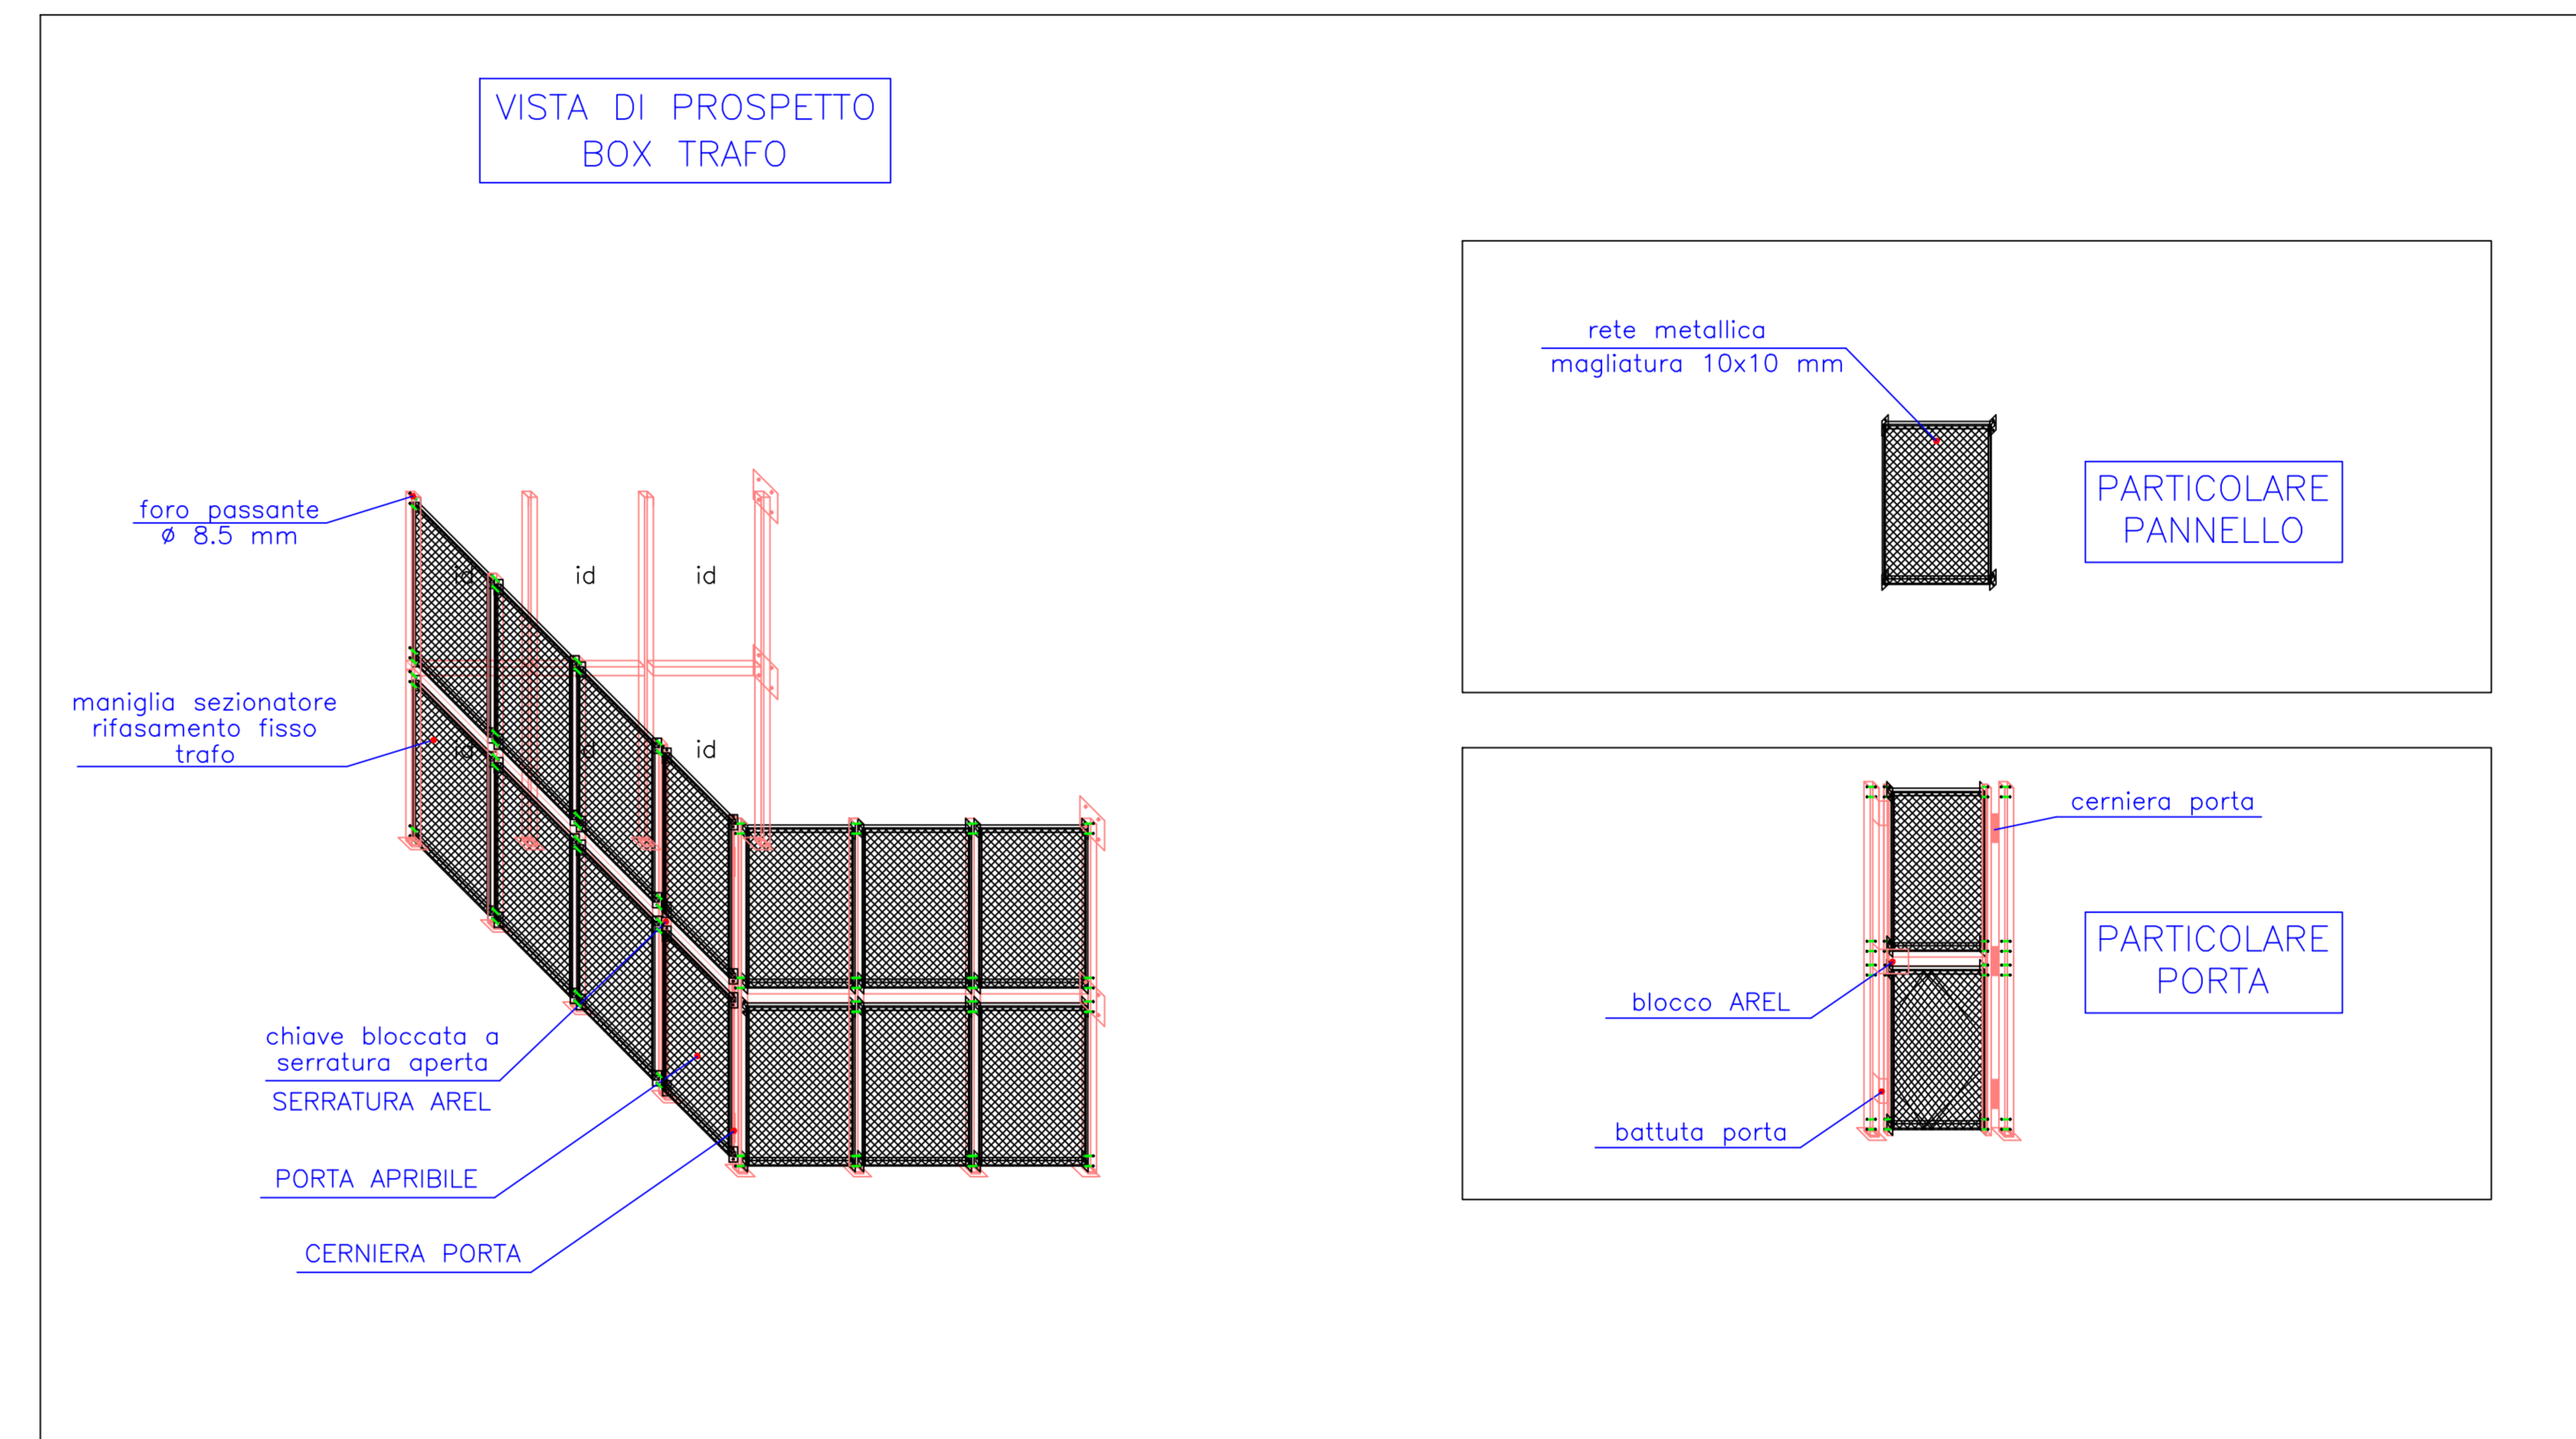 VISTA DI PROSPETTO
BOX TRAFO
rete metallica
magliatura 10x10 mm
PARTICOLARE
PANNELLO
foro passante
Ø 8.5 mm
id
id
id
maniglia sezionatore
rifasamento fisso
trafo
id
id
id
cerniera porta
PARTICOLARE
PORTA
blocco AREL
battuta porta
chiave bloccata a
serratura aperta
SERRATURA AREL
PORTA APRIBILE
CERNIERA PORTA